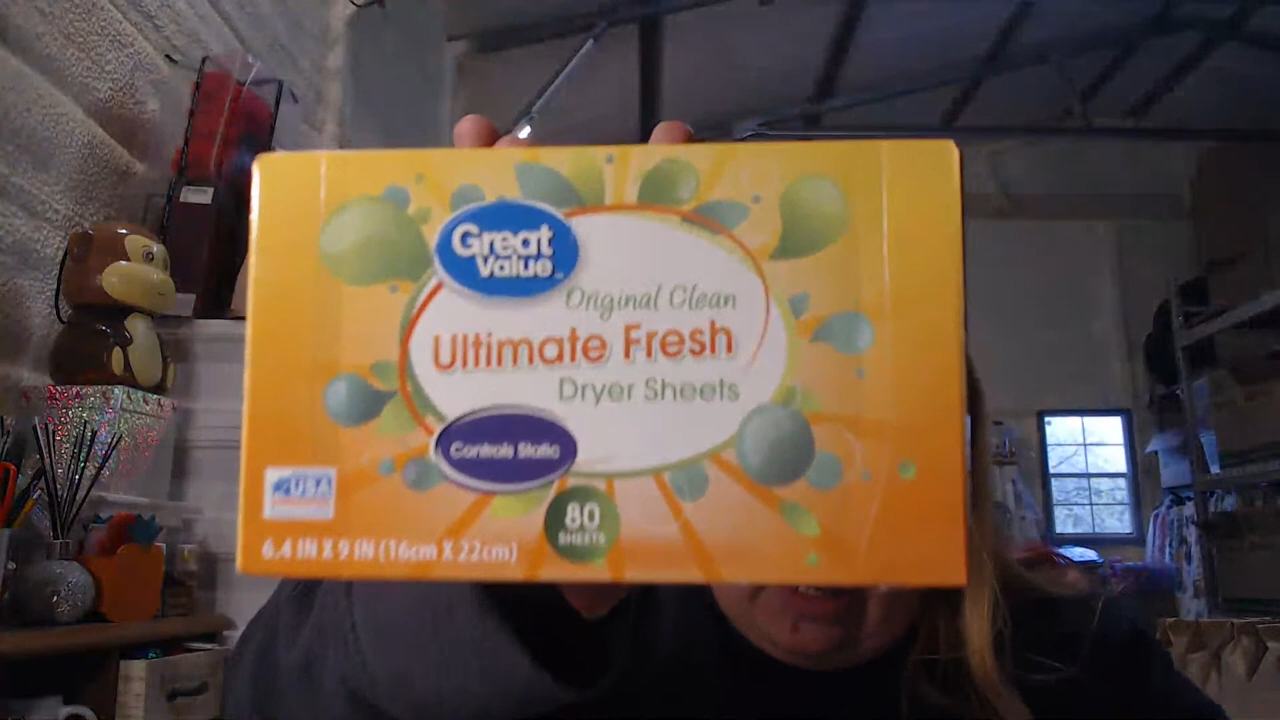 Great
Value
Original Clean
Ultimate Fresh
Dryer Sheets
Controls Static
USA
80
SHEETS
6.4 IN X 9 IN (16cm X 22cm)